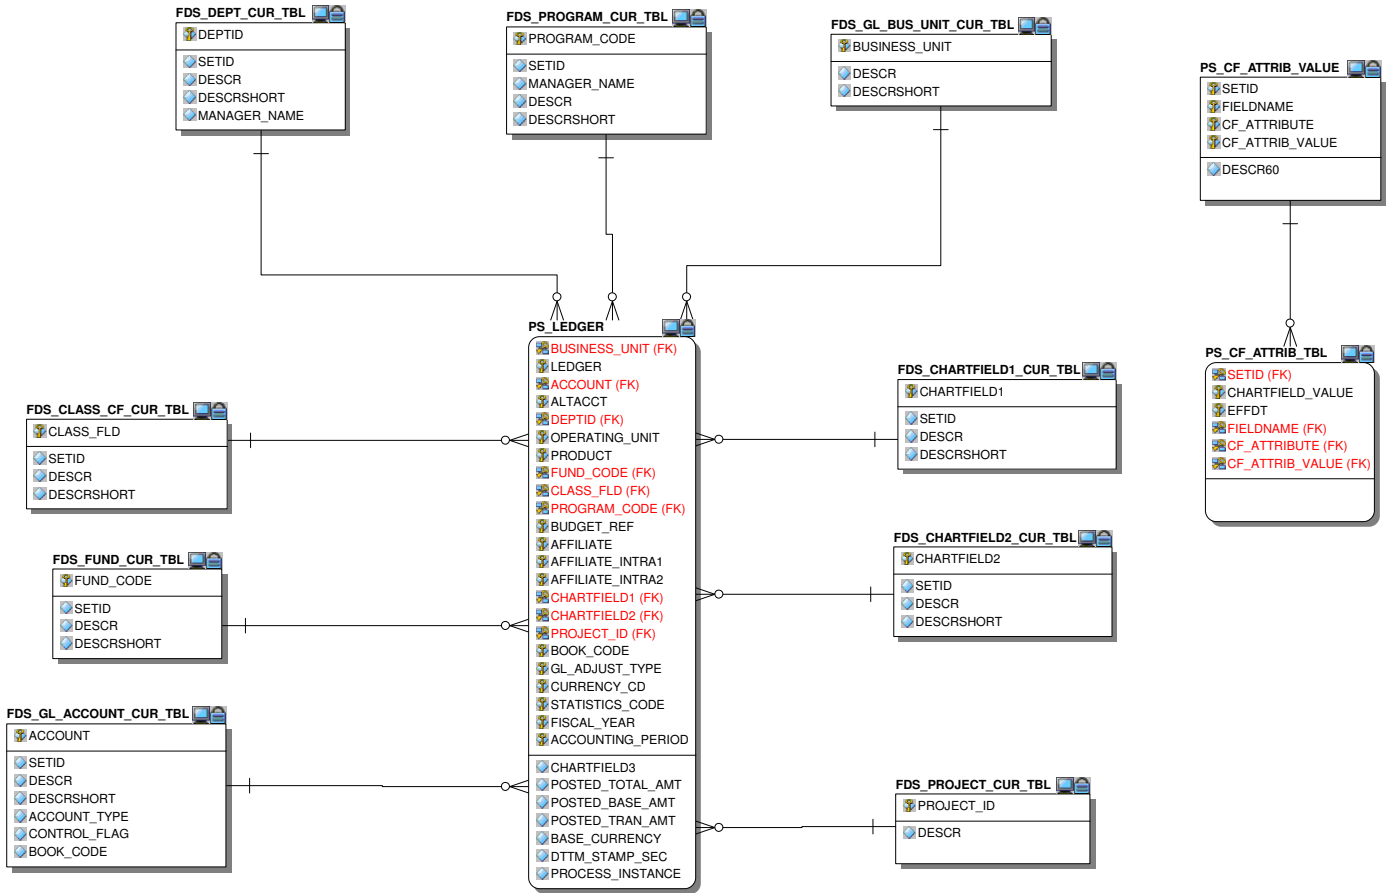 FDS_DEPT_CUR_TBL
DEPTID
SETID
DESCR
DESCRSHORT
MANAGER_NAME
FDS_PROGRAM_CUR_TBL
PROGRAM_CODE
SETID
MANAGER_NAME
DESCR
DESCRSHORT
FDS_GL_BUS_UNIT_CUR_TBL
BUSINESS_UNIT
DESCR
DESCRSHORT
PS_CF_ATTRIB_VALUE
SETID
FIELDNAME
CF_ATTRIBUTE
CF_ATTRIB_VALUE
DESCR60
PS_LEDGER
BUSINESS_UNIT (FK)
LEDGER
ACCOUNT (FK)
ALTACCT
DEPTID (FK)
OPERATING_UNIT
PRODUCT
FUND_CODE (FK)
CLASS_FLD (FK)
PROGRAM_CODE (FK)
BUDGET_REF
AFFILIATE
AFFILIATE_INTRA1
AFFILIATE_INTRA2
CHARTFIELD1 (FK)
CHARTFIELD2 (FK)
PROJECT_ID (FK)
BOOK_CODE
GL_ADJUST_TYPE
CURRENCY_CD
STATISTICS_CODE
FISCAL_YEAR
ACCOUNTING_PERIOD
CHARTFIELD3
POSTED_TOTAL_AMT
POSTED_BASE_AMT
POSTED_TRAN_AMT
BASE_CURRENCY
DTTM_STAMP_SEC
PROCESS_INSTANCE
PS_CF_ATTRIB_TBL
SETID (FK)
CHARTFIELD_VALUE
EFFDT
FIELDNAME (FK)
CF_ATTRIBUTE (FK)
CF_ATTRIB_VALUE (FK)
FDS_CLASS_CF_CUR_TBL
CLASS_FLD
SETID
DESCR
DESCRSHORT
FDS_CHARTFIELD1_CUR_TBL
CHARTFIELD1
SETID
DESCR
DESCRSHORT
FDS_FUND_CUR_TBL
FUND_CODE
SETID
DESCR
DESCRSHORT
FDS_CHARTFIELD2_CUR_TBL
CHARTFIELD2
SETID
DESCR
DESCRSHORT
FDS_GL_ACCOUNT_CUR_TBL
ACCOUNT
SETID
DESCR
DESCRSHORT
ACCOUNT_TYPE
CONTROL_FLAG
BOOK_CODE
FDS_PROJECT_CUR_TBL
PROJECT_ID
DESCR